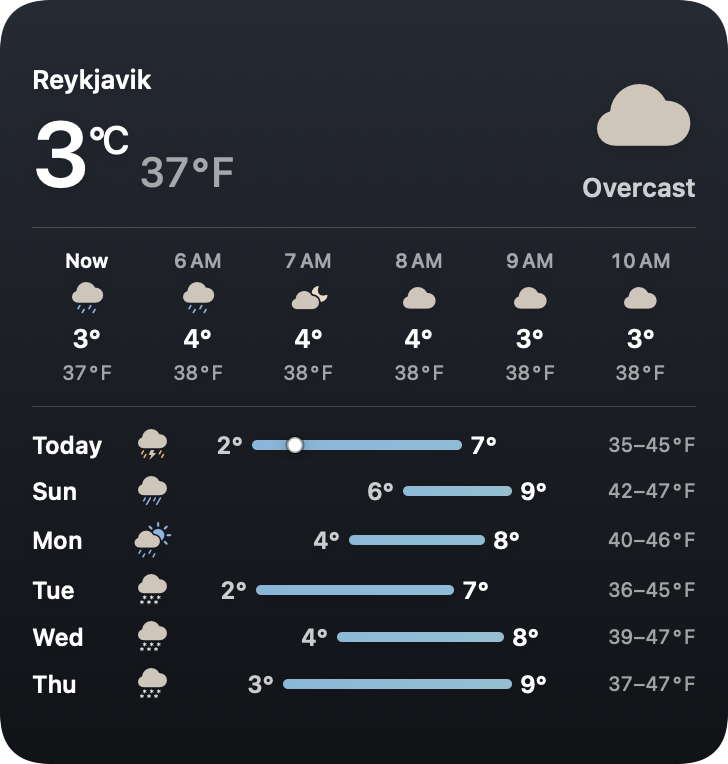 Reykjavik
3°C 37°F
Overcast
Now 6 AM 7 AM 8 AM 9 AM 10 AM
3° 4° 4° 4° 3° 3°
37°F 38°F 38°F 38°F 38°F 38°F
Today 2° 7° 35–45°F
Sun 6° 9° 42–47°F
Mon 4° 8° 40–46°F
Tue 2° 7° 36–45°F
Wed 4° 8° 39–47°F
Thu 3° 9° 37–47°F